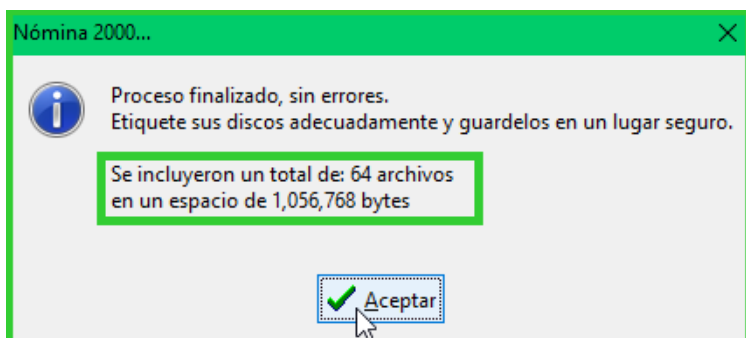 Nómina 2000...
Proceso finalizado, sin errores.
Etiquete sus discos adecuadamente y guardelos en un lugar seguro.
Se incluyeron un total de: 64 archivos
en un espacio de 1,056,768 bytes
Aceptar